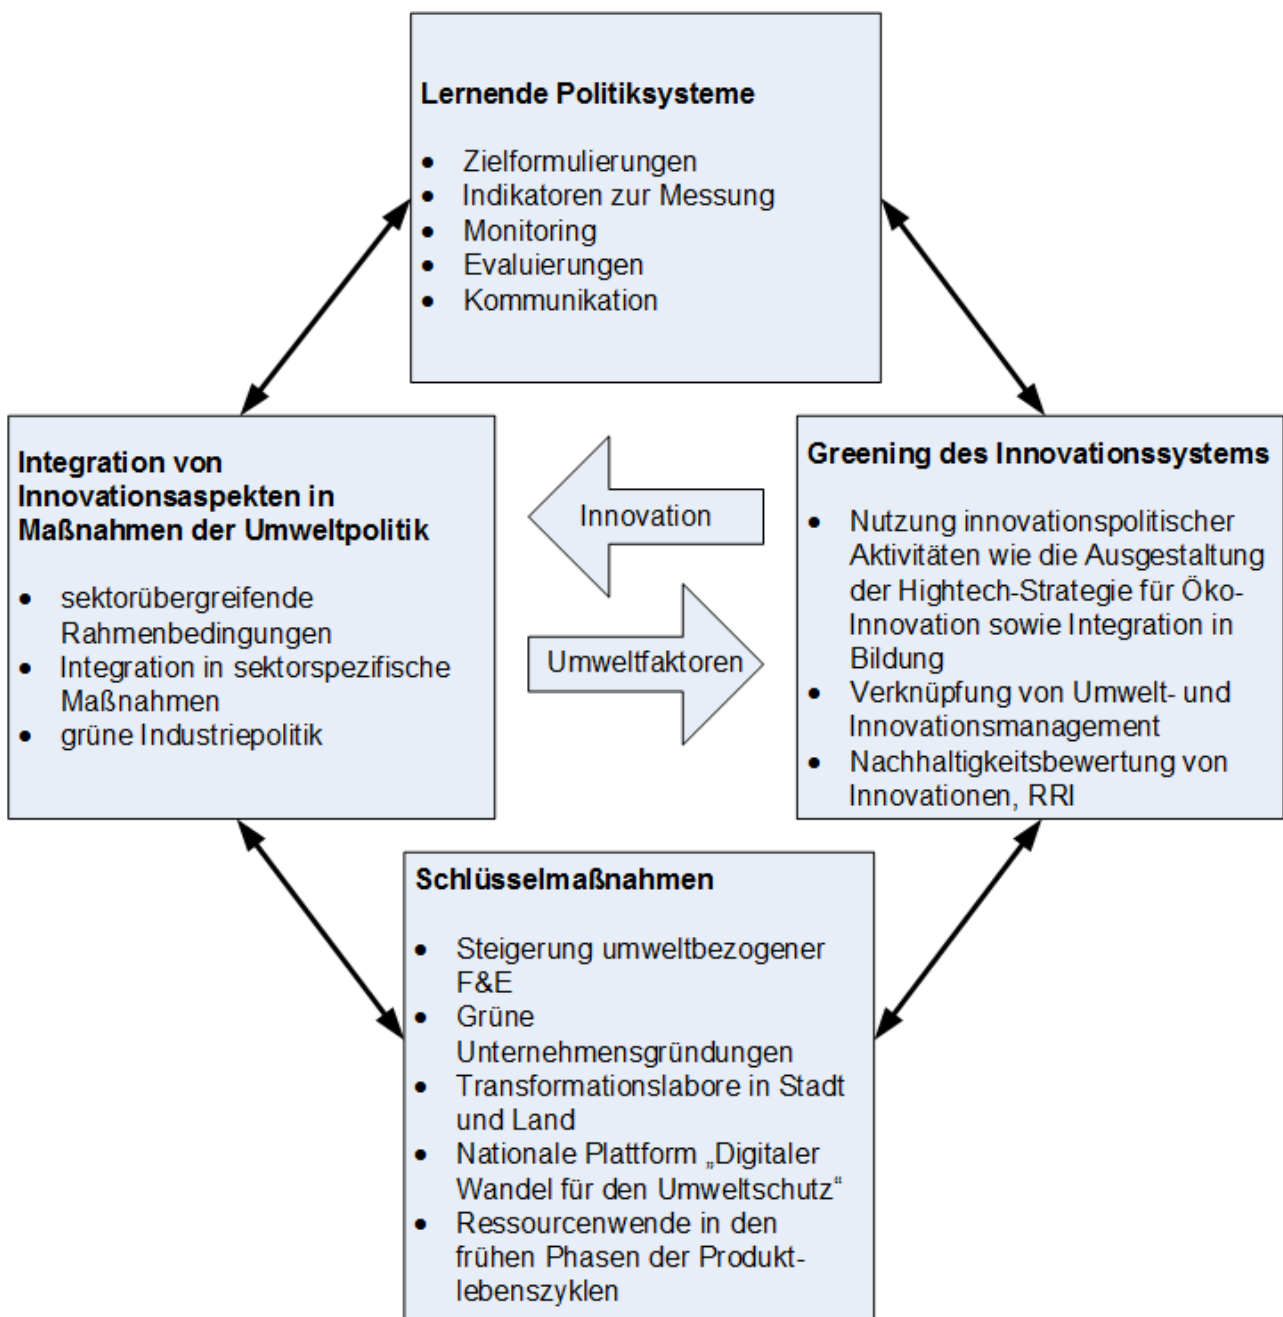 Lernende Politiksysteme
• Zielformulierungen
• Indikatoren zur Messung
• Monitoring
• Evaluierungen
• Kommunikation
Integration von
Innovationsaspekten in
Maßnahmen der Umweltpolitik
• sektorübergreifende
Rahmenbedingungen
• Integration in sektorspezifische
Maßnahmen
• grüne Industriepolitik
Innovation
Umweltfaktoren
Greening des Innovationssystems
• Nutzung innovationspolitischer
Aktivitäten wie die Ausgestaltung
der Hightech-Strategie für Öko-
Innovation sowie Integration in
Bildung
• Verknüpfung von Umwelt- und
Innovationsmanagement
• Nachhaltigkeitsbewertung von
Innovationen, RRI
Schlüsselmaßnahmen
• Steigerung umweltbezogener
F&E
• Grüne
Unternehmensgründungen
• Transformationslabore in Stadt
und Land
• Nationale Plattform „Digitaler
Wandel für den Umweltschutz“
• Ressourcenwende in den
frühen Phasen der Produkt-
lebenszyklen